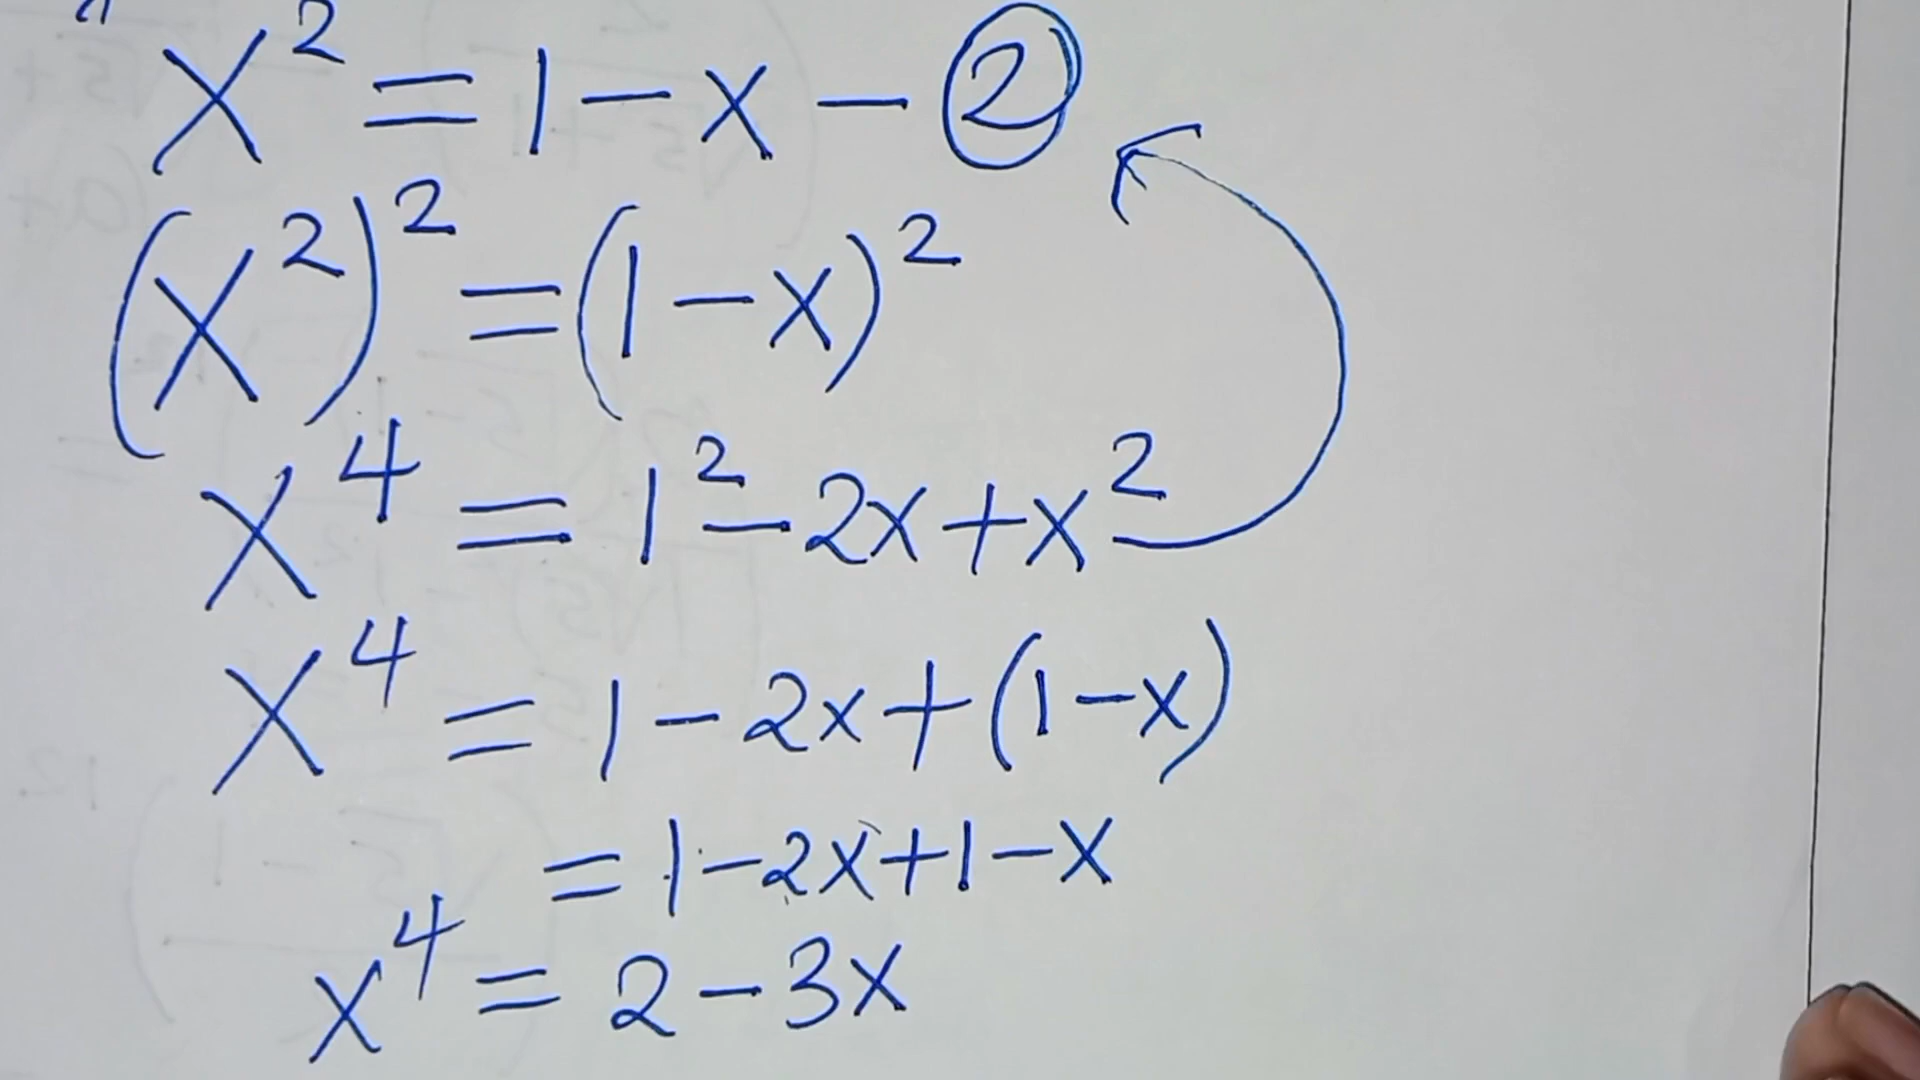 x² = 1 - x - ②
(x²)² = (1 - x)²
x⁴ = 1² - 2x + x²
x⁴ = 1 - 2x + (1 - x)
= 1 - 2x + 1 - x
x⁴ = 2 - 3x